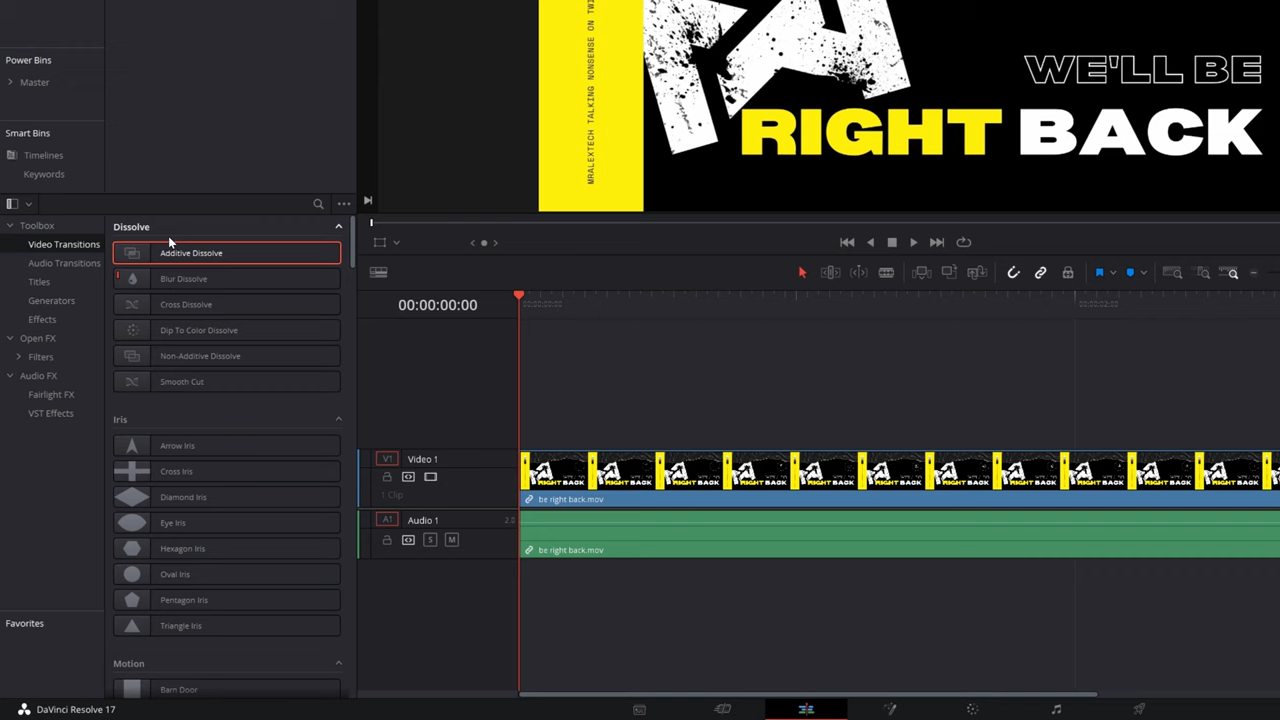 Power Bins
Master
Smart Bins
Timelines
Keywords
MRALEXTECH TALKING NONSENSE ON TWI
WE'LL BE
RIGHT BACK
Toolbox
Video Transitions
Audio Transitions
Titles
Generators
Effects
Open FX
Filters
Audio FX
Fairlight FX
VST Effects
Favorites
Dissolve
Additive Dissolve
Blur Dissolve
Cross Dissolve
Dip To Color Dissolve
Non-Additive Dissolve
Smooth Cut
Iris
Arrow Iris
Cross Iris
Diamond Iris
Eye Iris
Hexagon Iris
Oval Iris
Pentagon Iris
Triangle Iris
Motion
Barn Door
00:00:00:00
V1 Video 1
1 Clip
be right back.mov
A1 Audio 1 2.0
S M
be right back.mov
DaVinci Resolve 17